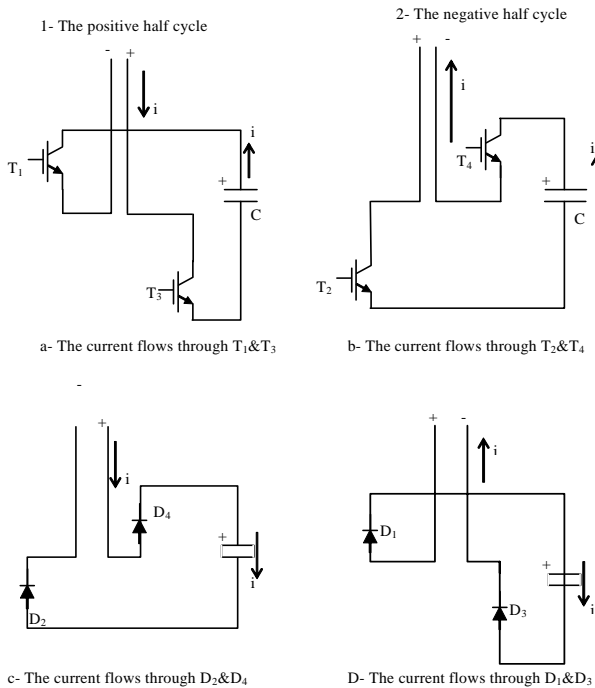 1- The positive half cycle
2- The negative half cycle
- +
+ -
i
i
i
i
T₁
T₄
+
+
C
C
T₃
T₂
a- The current flows through T₁&T₃
b- The current flows through T₂&T₄
-
+
+ -
i
i
D₄
D₁
+
+
i
i
D₂
D₃
c- The current flows through D₂&D₄
D- The current flows through D₁&D₃